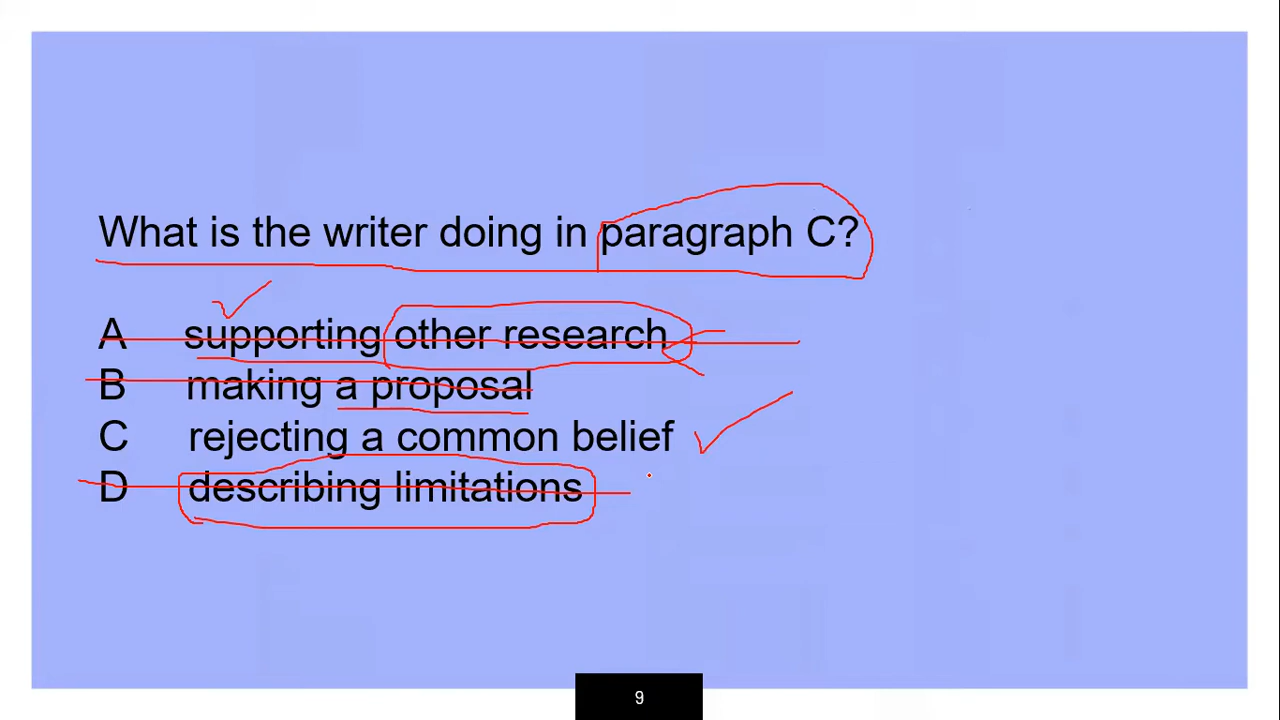 What is the writer doing in paragraph C?
A supporting other research
B making a proposal
C rejecting a common belief
D describing limitations
9